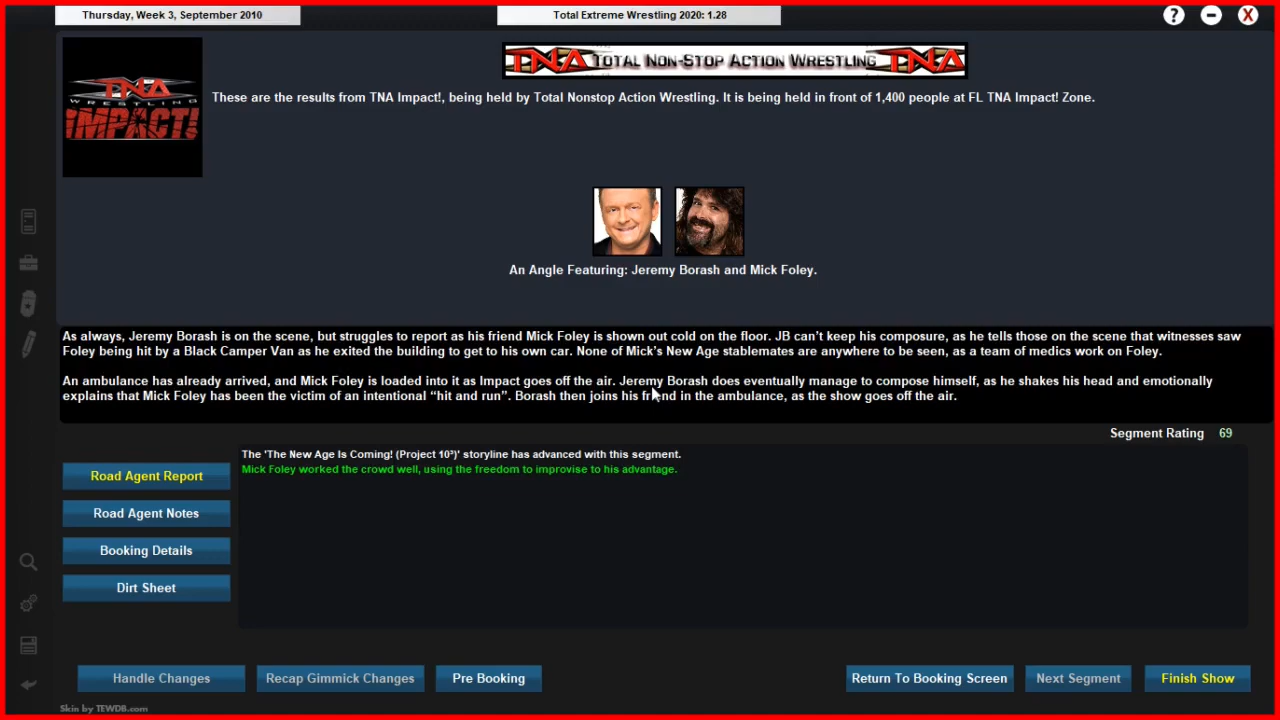 Thursday, Week 3, September 2010
Total Extreme Wrestling 2020: 1.28
?
X
TNA TOTAL NON-STOP ACTION WRESTLING TNA
TNA
WRESTLING
iMPACT!
These are the results from TNA Impact!, being held by Total Nonstop Action Wrestling. It is being held in front of 1,400 people at FL TNA Impact! Zone.
An Angle Featuring: Jeremy Borash and Mick Foley.
As always, Jeremy Borash is on the scene, but struggles to report as his friend Mick Foley is shown out cold on the floor. JB can't keep his composure, as he tells those on the scene that witnesses saw
Foley being hit by a Black Camper Van as he exited the building to get to his own car. None of Mick's New Age stablemates are anywhere to be seen, as a team of medics work on Foley.
An ambulance has already arrived, and Mick Foley is loaded into it as Impact goes off the air. Jeremy Borash does eventually manage to compose himself, as he shakes his head and emotionally
explains that Mick Foley has been the victim of an intentional “hit and run”. Borash then joins his friend in the ambulance, as the show goes off the air.
Segment Rating 69
The 'The New Age Is Coming! (Project 10³)' storyline has advanced with this segment.
Mick Foley worked the crowd well, using the freedom to improvise to his advantage.
Road Agent Report
Road Agent Notes
Booking Details
Dirt Sheet
Handle Changes
Recap Gimmick Changes
Pre Booking
Return To Booking Screen
Next Segment
Finish Show
Skin by TEWDB.com